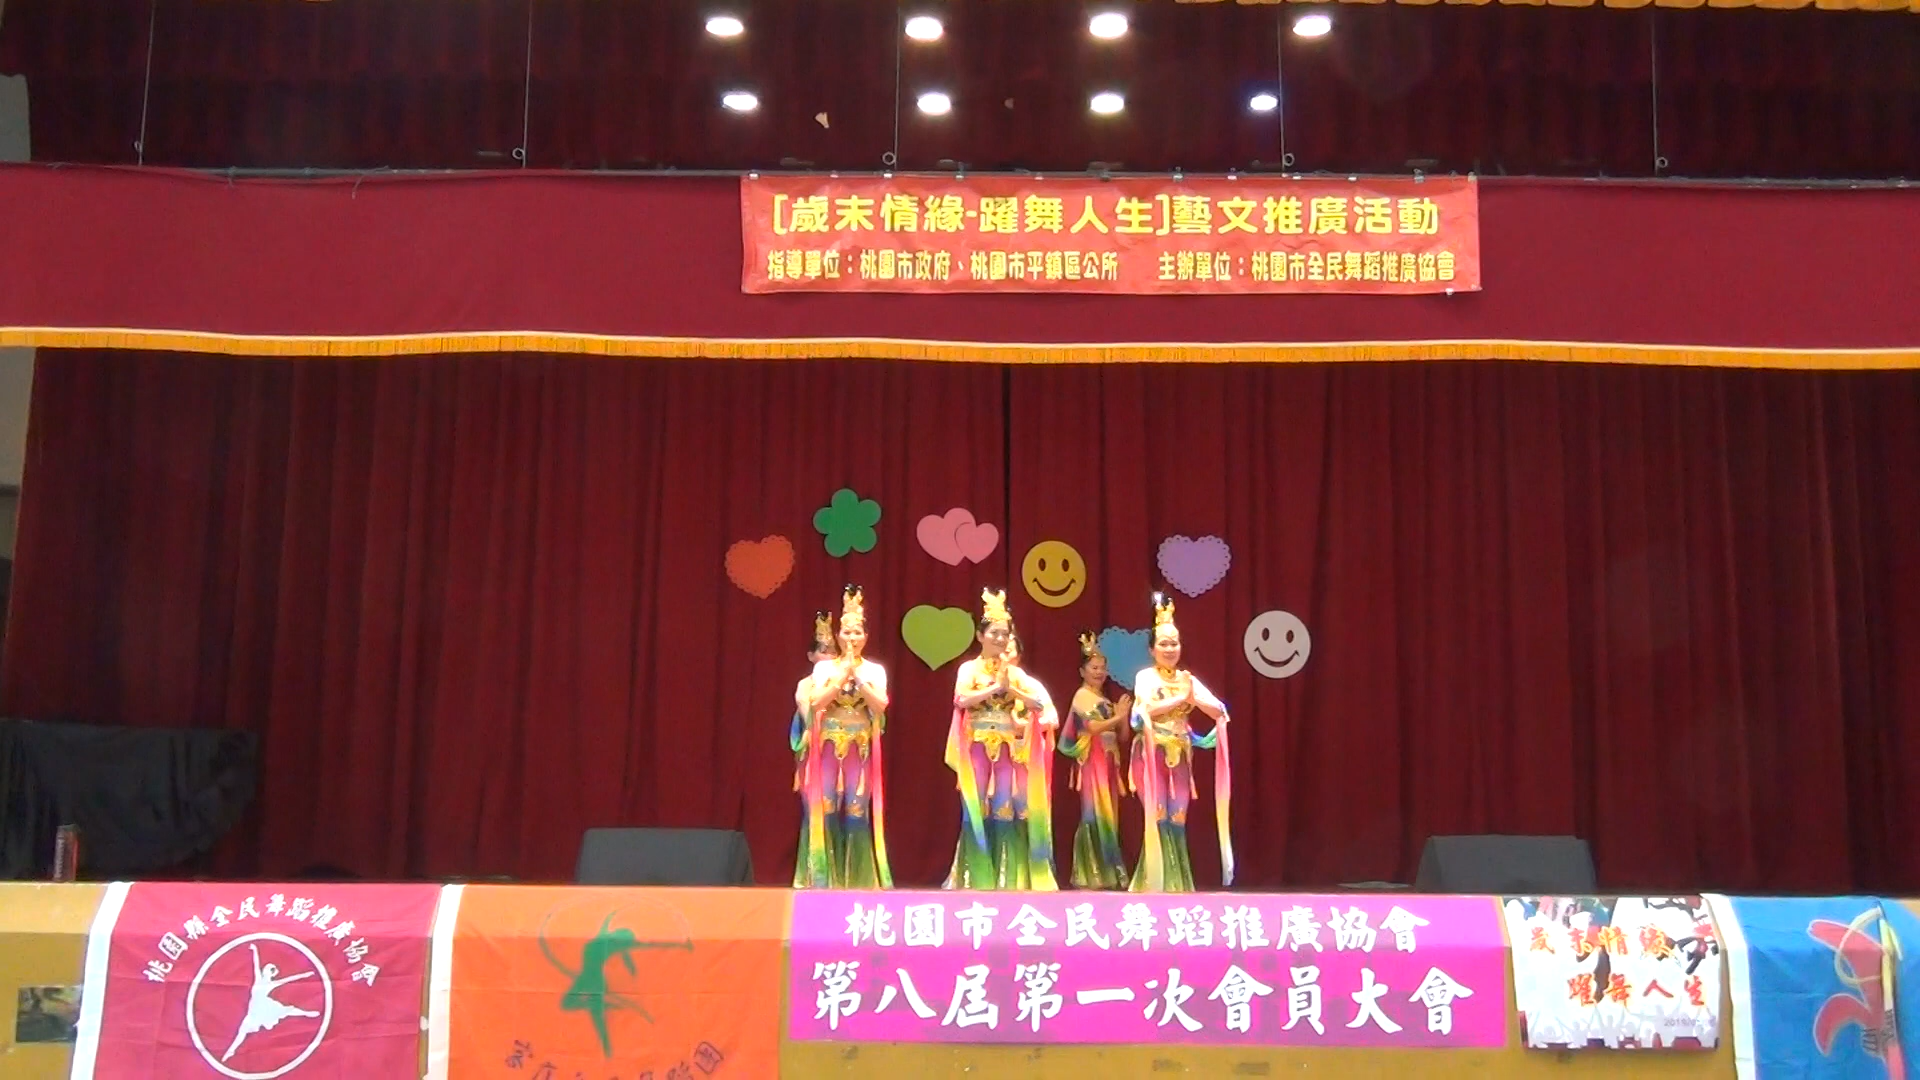 [歲末情緣-躍舞人生]藝文推廣活動
指導單位：桃園市政府、桃園市平鎮區公所　　主辦單位：桃園市全民舞蹈推廣協會
桃園縣全民舞蹈推廣協會
桃園市全民舞蹈推廣協會
第八屆第一次會員大會
歲末情緣
躍舞人生